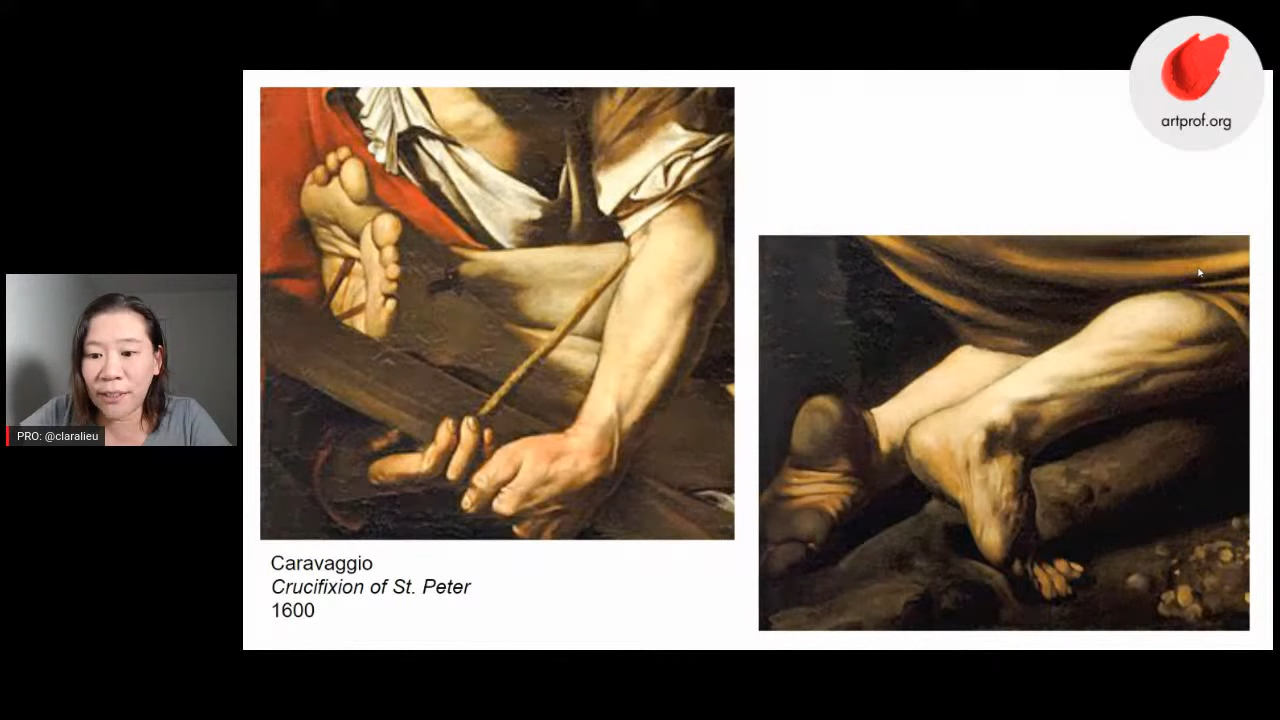 artprof.org
PRO: @claralieu
Caravaggio
Crucifixion of St. Peter
1600